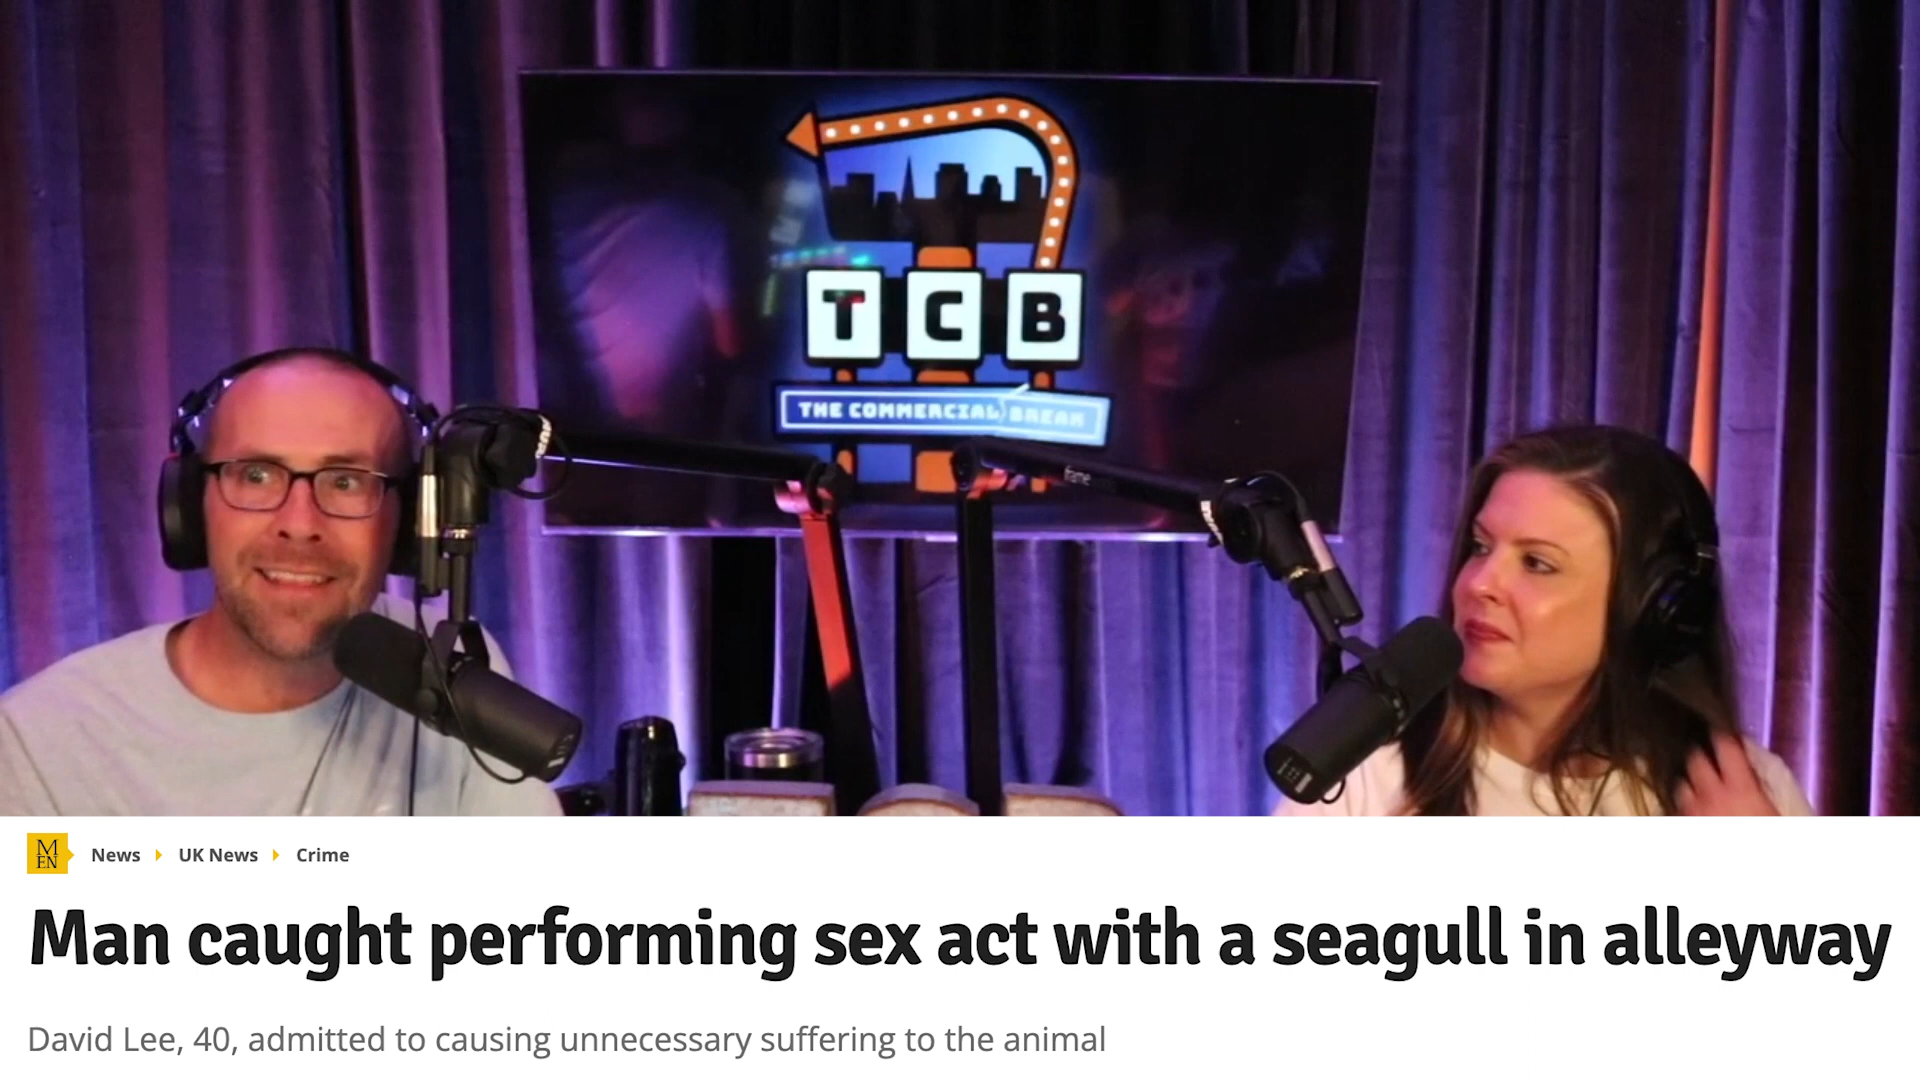 T C B
THE COMMERCIAL BREAK
frame
M
EN
News UK News Crime
Man caught performing sex act with a seagull in alleyway
David Lee, 40, admitted to causing unnecessary suffering to the animal